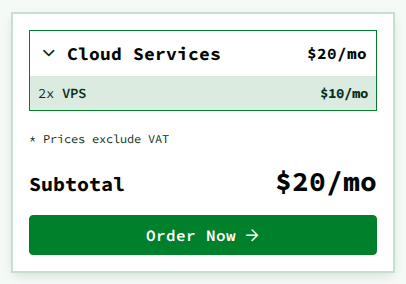 Cloud Services $20/mo
2x VPS $10/mo
* Prices exclude VAT
Subtotal $20/mo
Order Now →